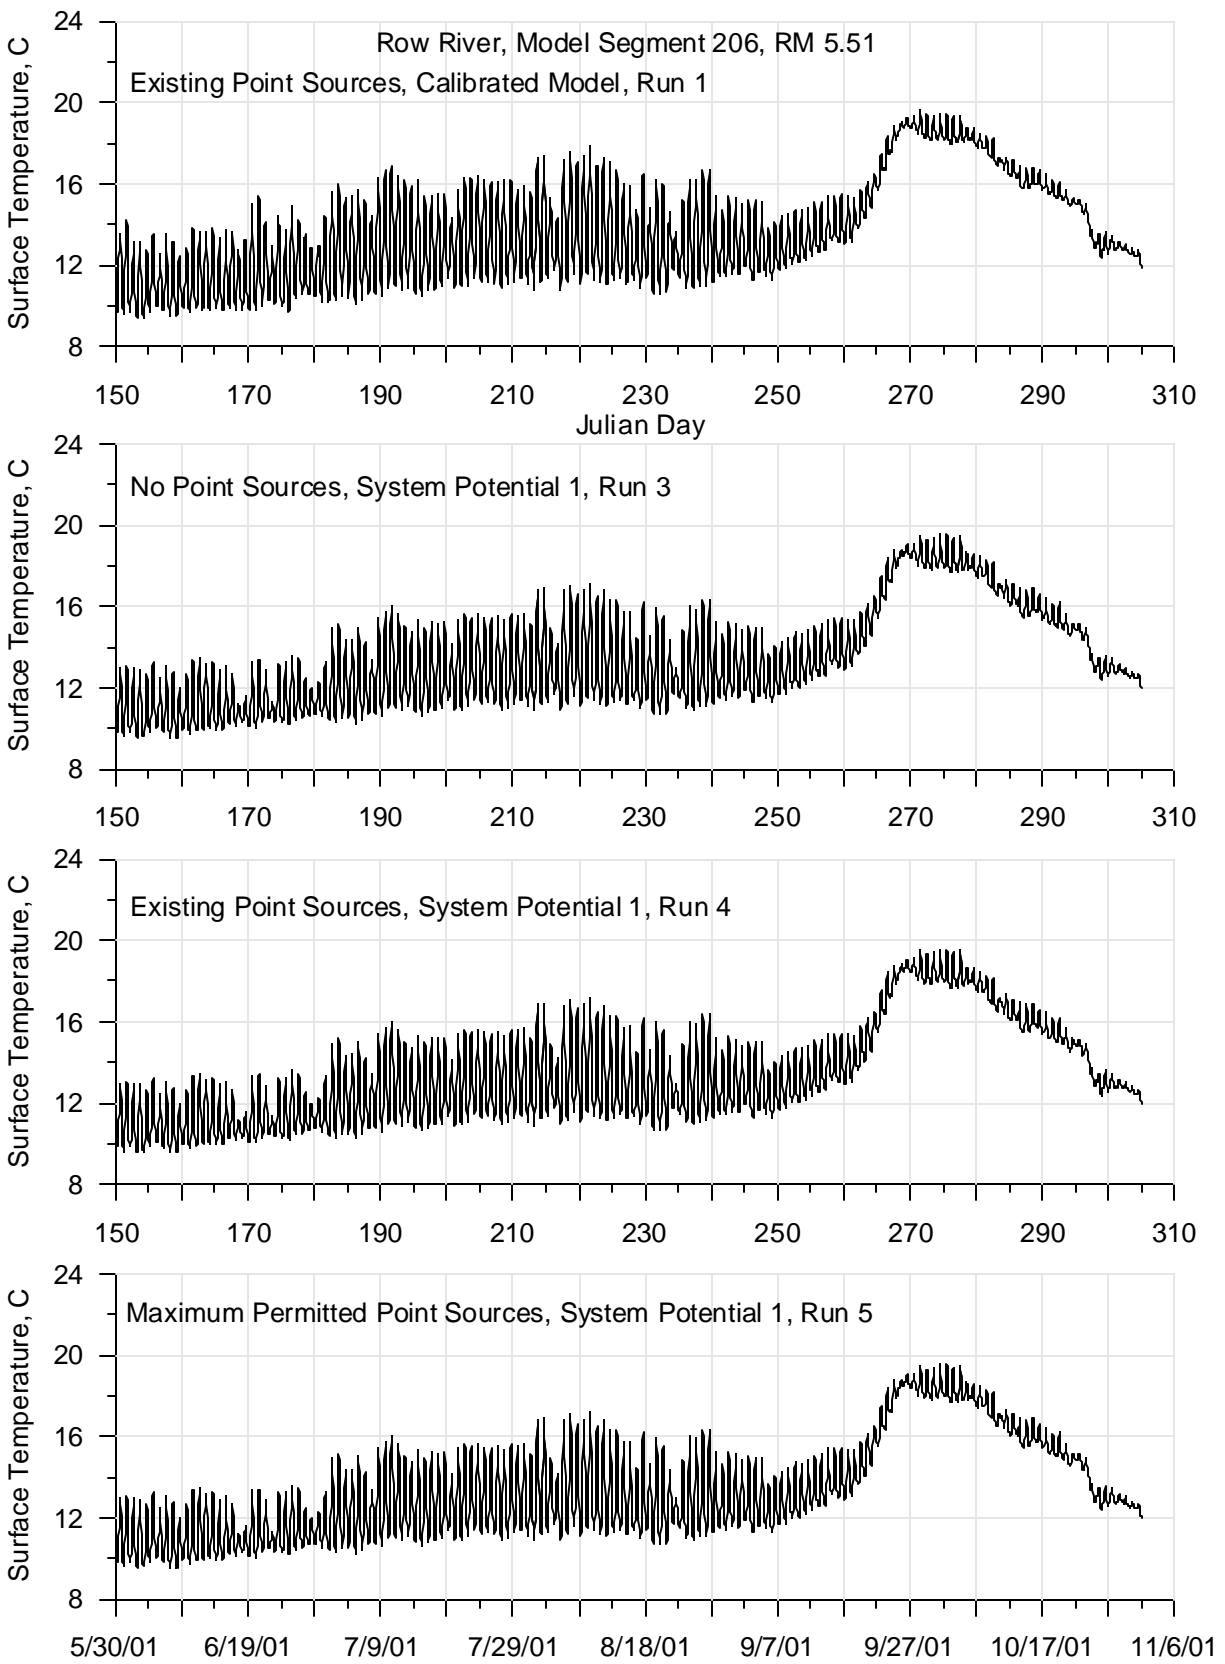 24
Row River, Model Segment 206, RM 5.51
Existing Point Sources, Calibrated Model, Run 1
20
16
12
8
Surface Temperature, C
150 170 190 210 230 250 270 290 310
Julian Day
24
No Point Sources, System Potential 1, Run 3
20
16
12
8
Surface Temperature, C
150 170 190 210 230 250 270 290 310
24
Existing Point Sources, System Potential 1, Run 4
20
16
12
8
Surface Temperature, C
150 170 190 210 230 250 270 290 310
24
Maximum Permitted Point Sources, System Potential 1, Run 5
20
16
12
8
Surface Temperature, C
5/30/01 6/19/01 7/9/01 7/29/01 8/18/01 9/7/01 9/27/01 10/17/01 11/6/01